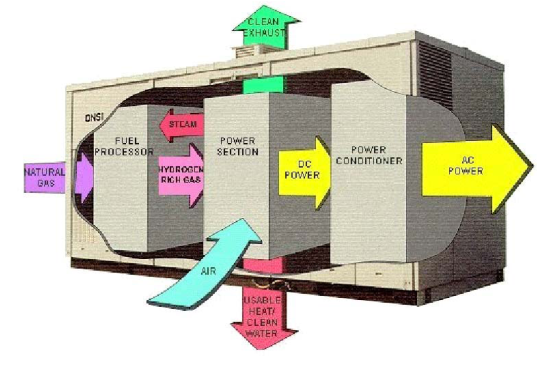 CLEAN
EXHAUST
ONSI
STEAM
FUEL
PROCESSOR
POWER
SECTION
POWER
CONDITIONER
NATURAL
GAS
HYDROGEN
RICH GAS
DC
POWER
AC
POWER
AIR
USABLE
HEAT/
CLEAN
WATER